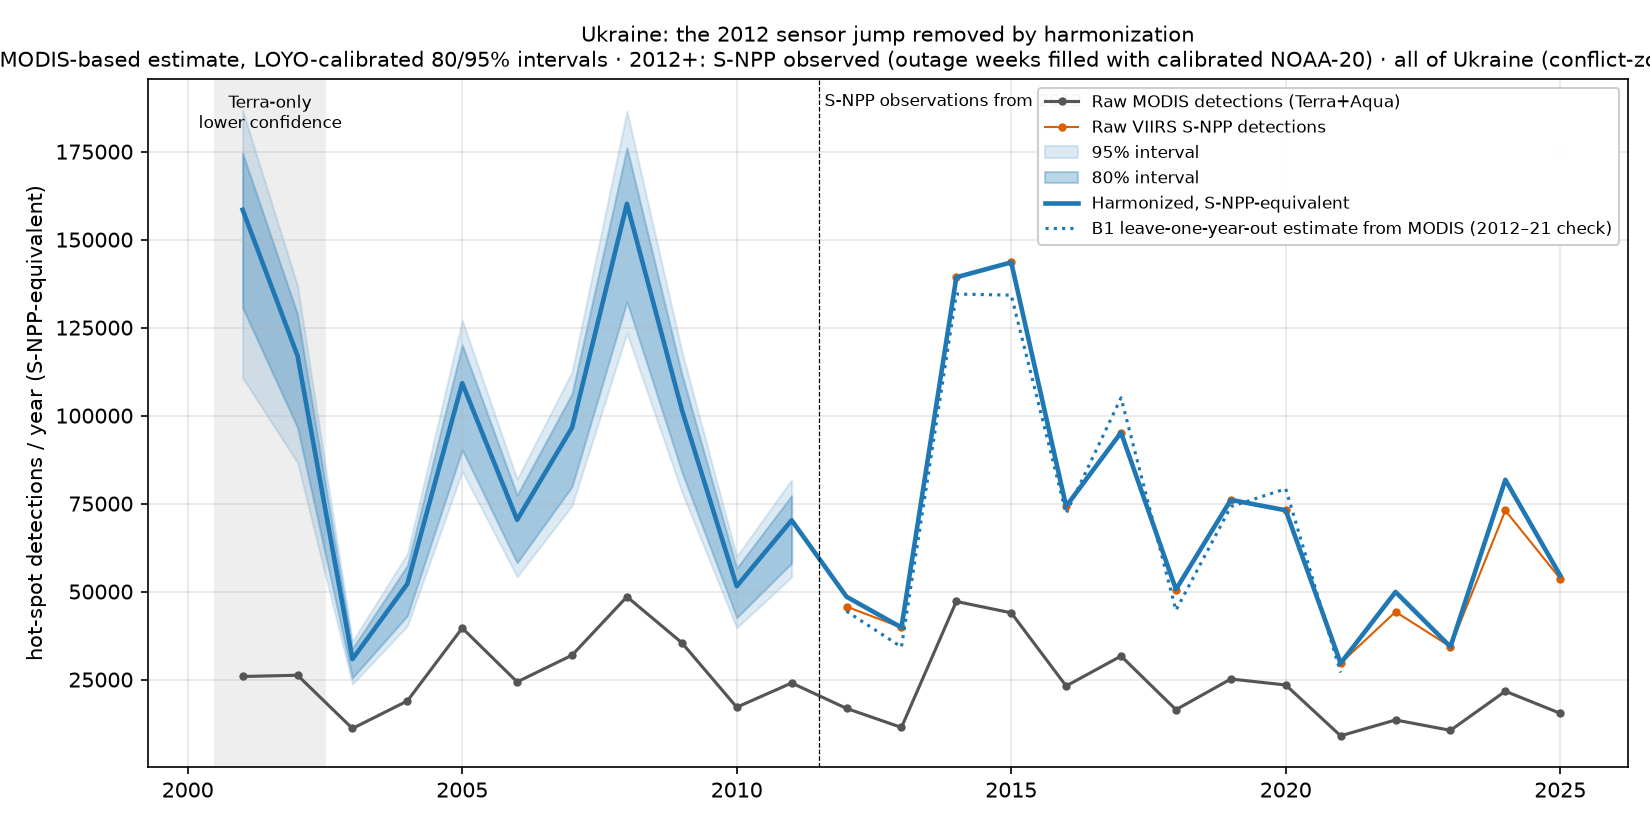 Ukraine: the 2012 sensor jump removed by harmonization
MODIS-based estimate, LOYO-calibrated 80/95% intervals · 2012+: S-NPP observed (outage weeks filled with calibrated NOAA-20) · all of Ukraine
Terra-only
lower confidence
S-NPP observations from
Raw MODIS detections (Terra+Aqua)
Raw VIIRS S-NPP detections
95% interval
80% interval
Harmonized, S-NPP-equivalent
B1 leave-one-year-out estimate from MODIS (2012–21 check)
hot-spot detections / year (S-NPP-equivalent)
175000
150000
125000
100000
75000
50000
25000
2000
2005
2010
2015
2020
2025